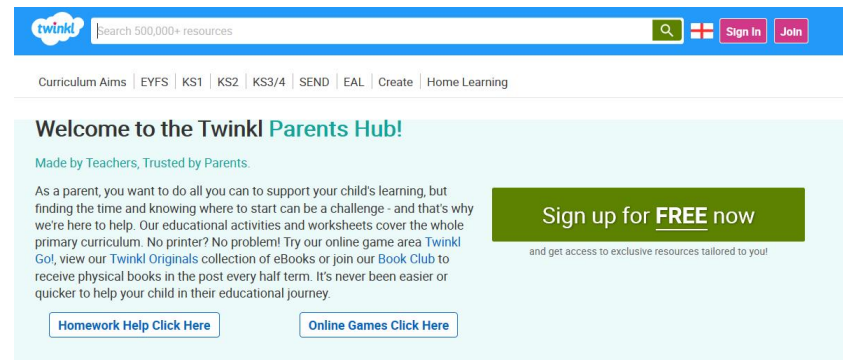 twinkl
Search 500,000+ resources
Sign In
Join
Curriculum Aims
EYFS
KS1
KS2
KS3/4
SEND
EAL
Create
Home Learning
Welcome to the Twinkl Parents Hub!
Made by Teachers, Trusted by Parents.
As a parent, you want to do all you can to support your child's learning, but
finding the time and knowing where to start can be a challenge - and that's why
we're here to help. Our educational activities and worksheets cover the whole
primary curriculum. No printer? No problem! Try our online game area Twinkl
Go!, view our Twinkl Originals collection of eBooks or join our Book Club to
receive physical books in the post every half term. It's never been easier or
quicker to help your child in their educational journey.
Homework Help Click Here
Online Games Click Here
Sign up for FREE now
and get access to exclusive resources tailored to you!